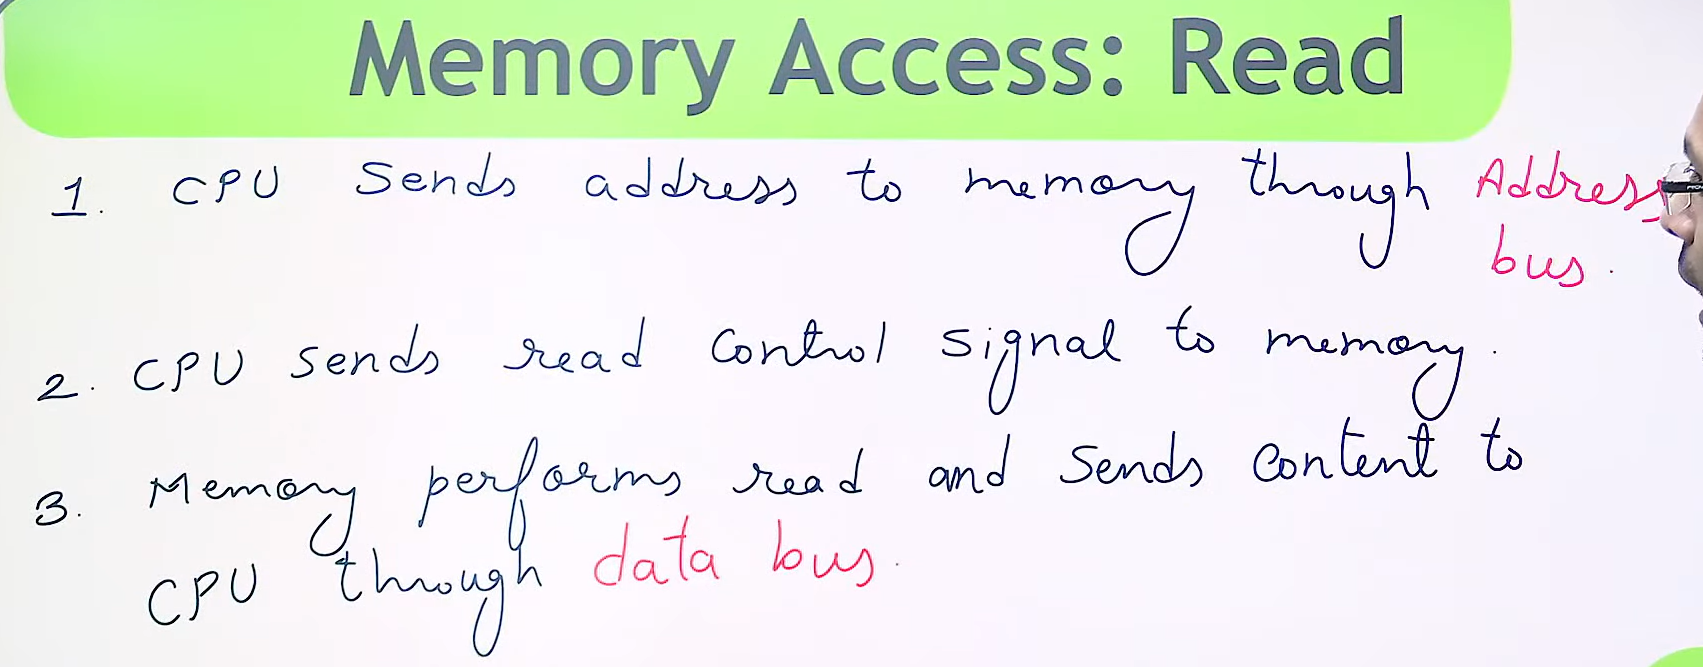 Memory Access: Read
1. CPU Sends address to memory through Address
bus.
2. CPU sends read Control signal to memory.
3. Memory performs read and Sends Content to
CPU through data bus.